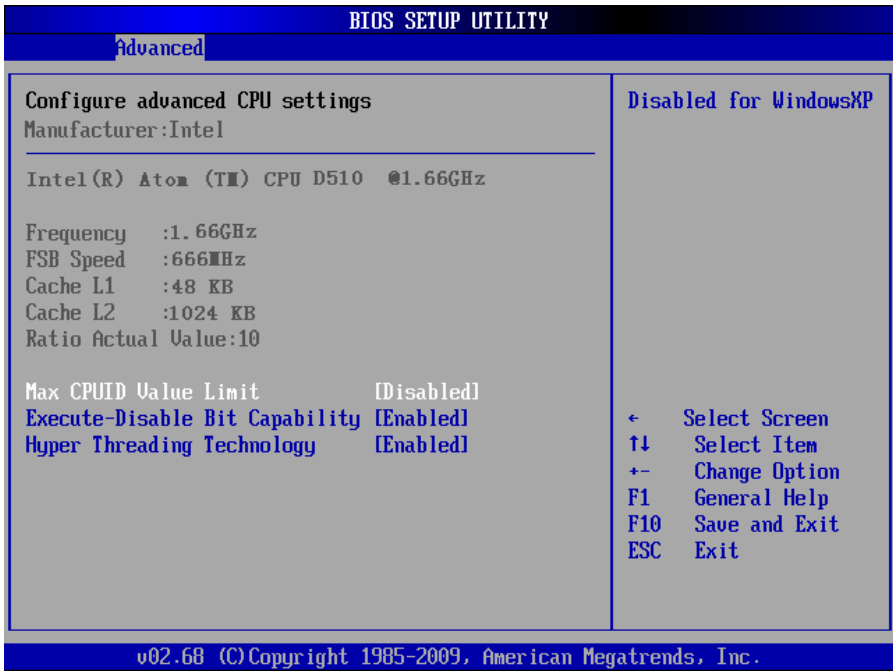 BIOS SETUP UTILITY
Advanced
Configure advanced CPU settings
Manufacturer:Intel
Intel(R) Atom (TM) CPU D510 @1.66GHz
Frequency :1.66GHz
FSB Speed :666MHz
Cache L1 :48 KB
Cache L2 :1024 KB
Ratio Actual Value:10
Max CPUID Value Limit [Disabled]
Execute-Disable Bit Capability [Enabled]
Hyper Threading Technology [Enabled]
Disabled for WindowsXP
← Select Screen
↑↓ Select Item
+- Change Option
F1 General Help
F10 Save and Exit
ESC Exit
v02.68 (C)Copyright 1985-2009, American Megatrends, Inc.